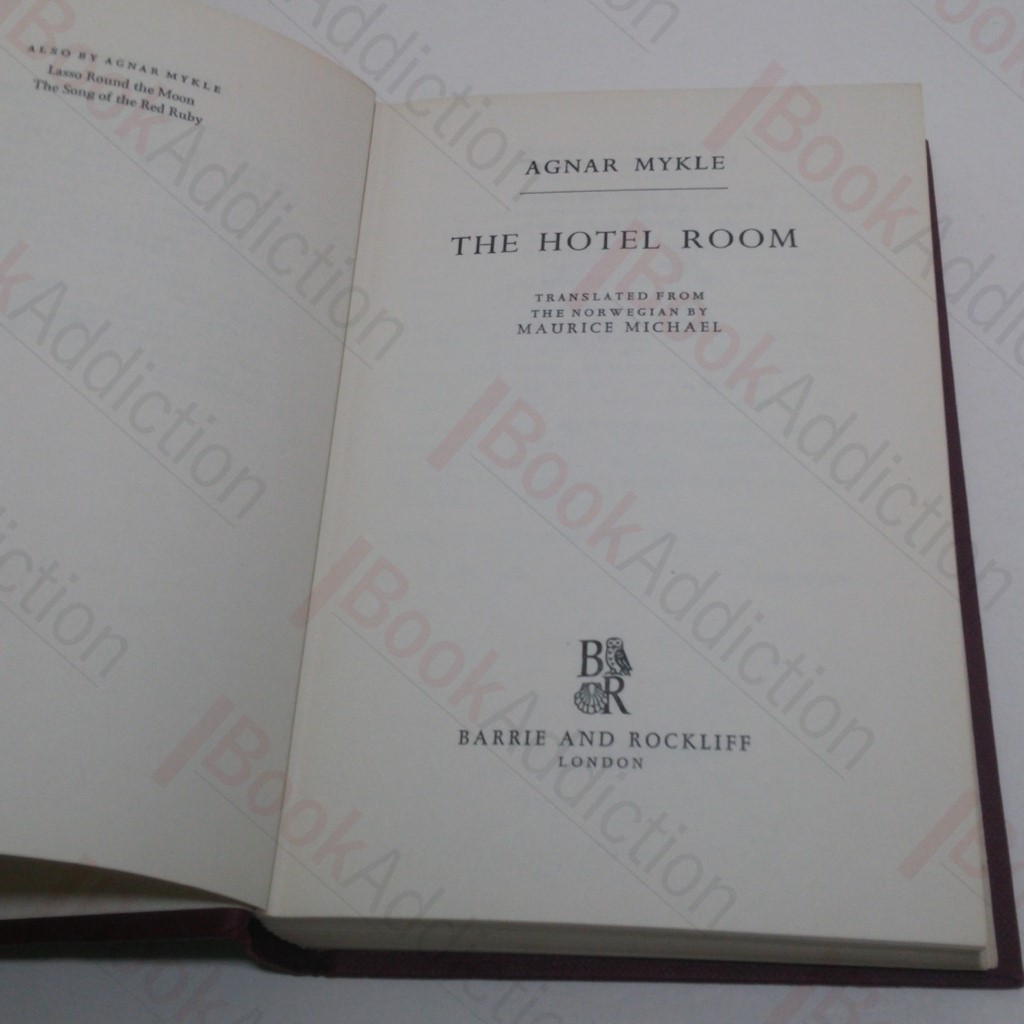 ALSO BY AGNAR MYKLE
Lasso Round the Moon
The Song of the Red Ruby
AGNAR MYKLE
THE HOTEL ROOM
TRANSLATED FROM
THE NORWEGIAN BY
MAURICE MICHAEL
B
R
BARRIE AND ROCKLIFF
LONDON
BookAddiction